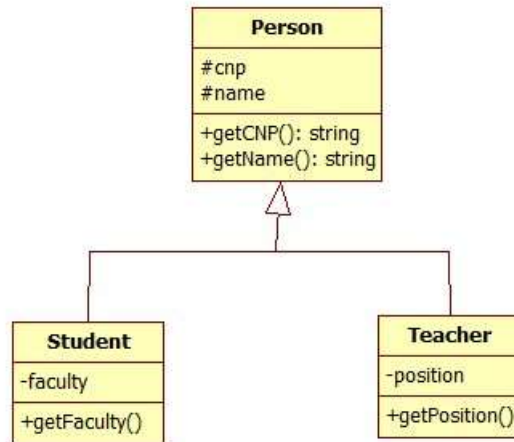 Person
#cnp
#name
+getCNP(): string
+getName(): string
Student
-faculty
+getFaculty()
Teacher
-position
+getPosition()